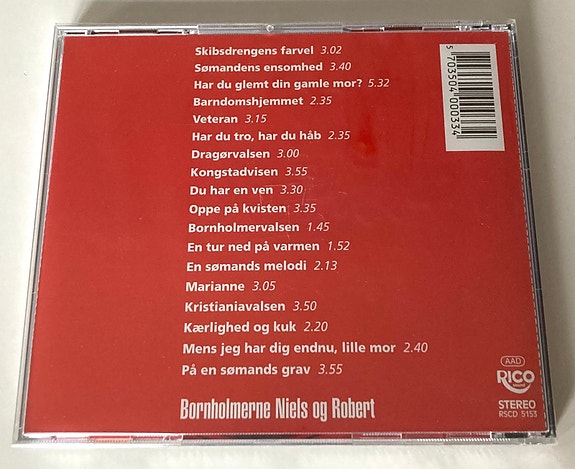 Skibsdrengens farvel 3.02
Sømandens ensomhed 3.40
Har du glemt din gamle mor? 5.32
Barndomshjemmet 2.35
Veteran 3.15
Har du tro, har du håb 2.35
Dragørvalsen 3.00
Kongstadvisen 3.55
Du har en ven 3.30
Oppe på kvisten 3.35
Bornholmervalsen 1.45
En tur ned på varmen 1.52
En sømands melodi 2.13
Marianne 3.05
Kristianiavalsen 3.50
Kærlighed og kuk 2.20
Mens jeg har dig endnu, lille mor 2.40
På en sømands grav 3.55
Bornholmerne Niels og Robert
5 703504 000334
AAD
RICO
STEREO
RSCD 5153